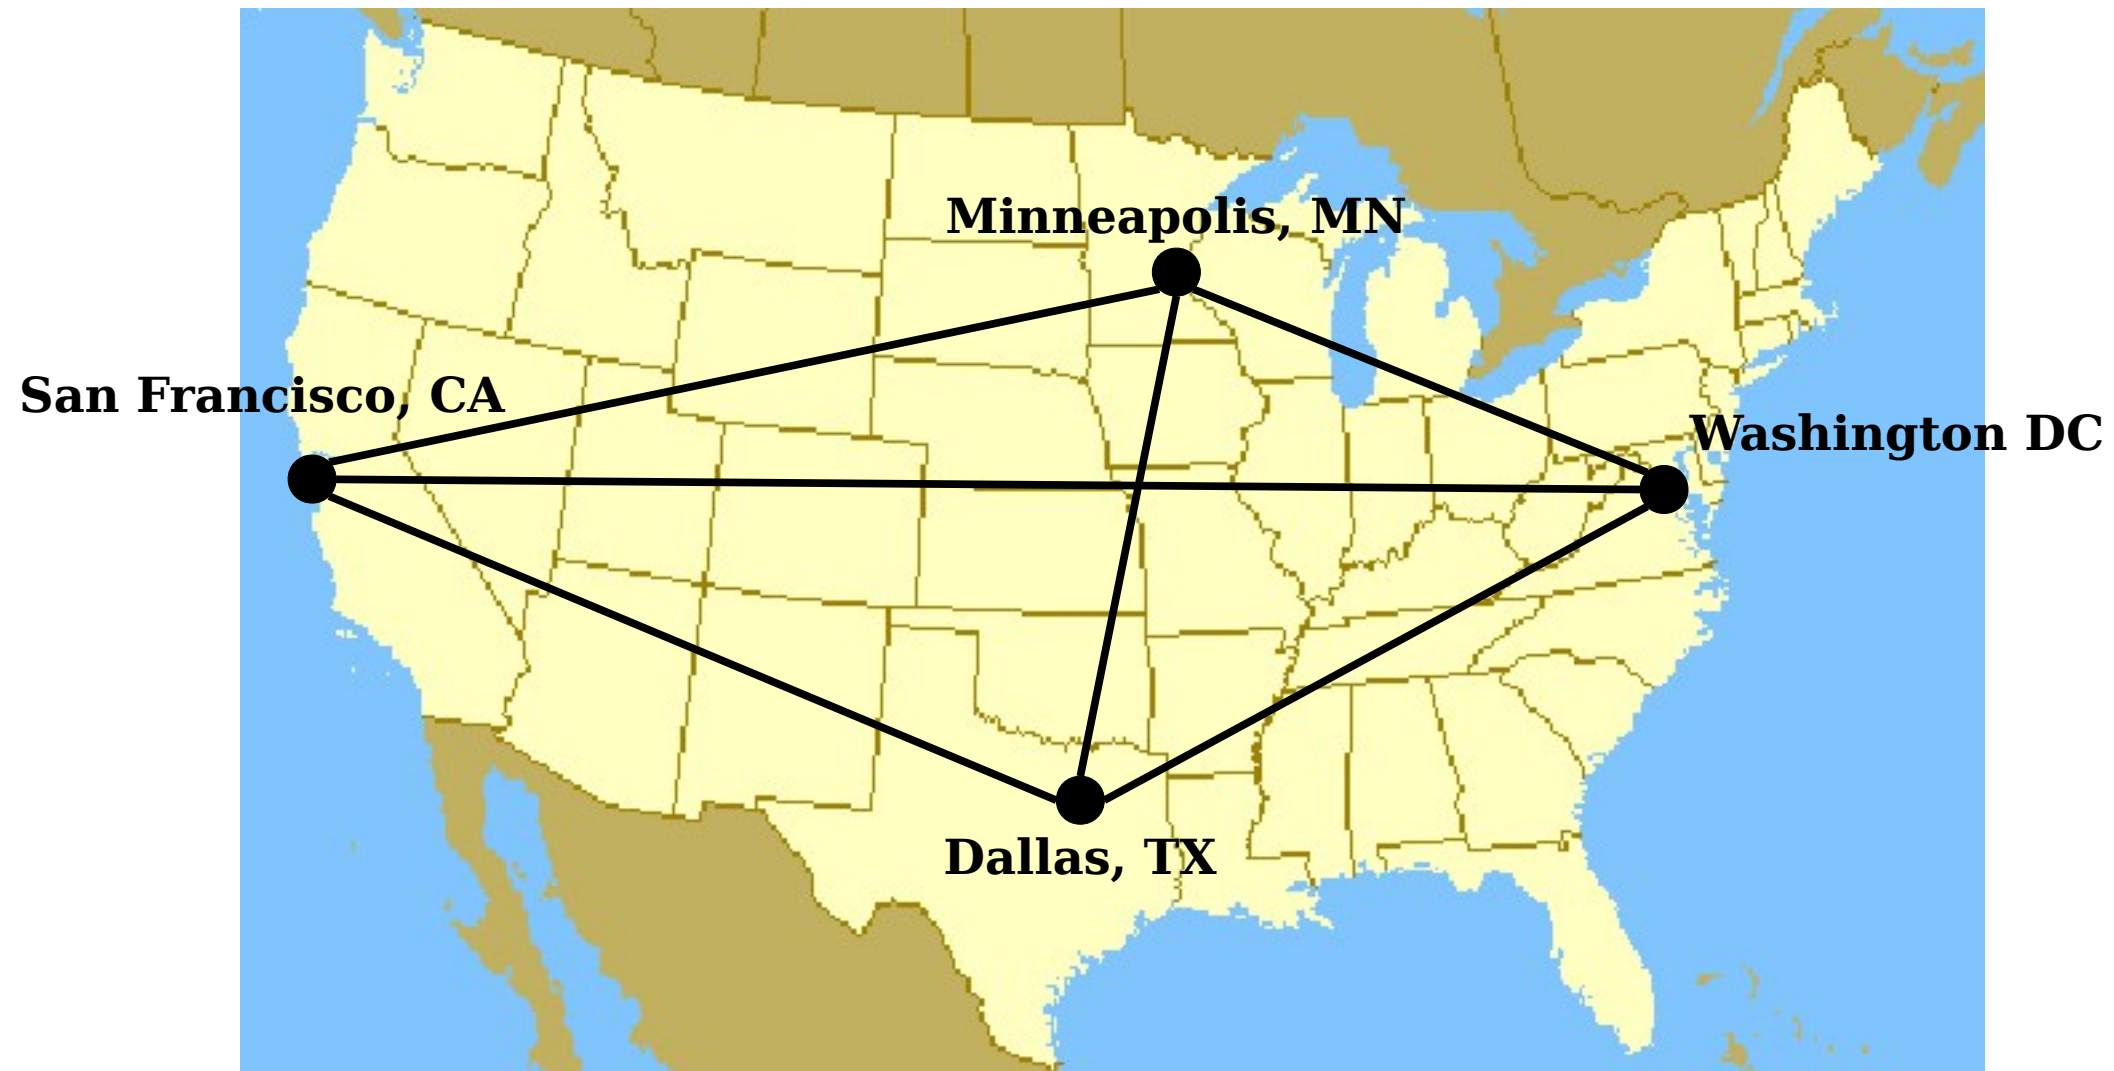 Minneapolis, MN
San Francisco, CA
Washington DC
Dallas, TX